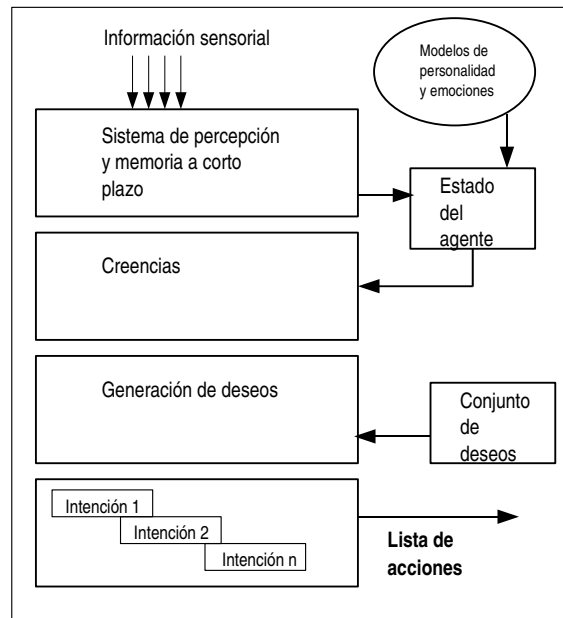 Información sensorial
Modelos de
personalidad
y emociones
Sistema de percepción
y memoria a corto
plazo
Estado
del
agente
Creencias
Generación de deseos
Conjunto
de
deseos
Intención 1
Intención 2
Intención n
Lista de
acciones